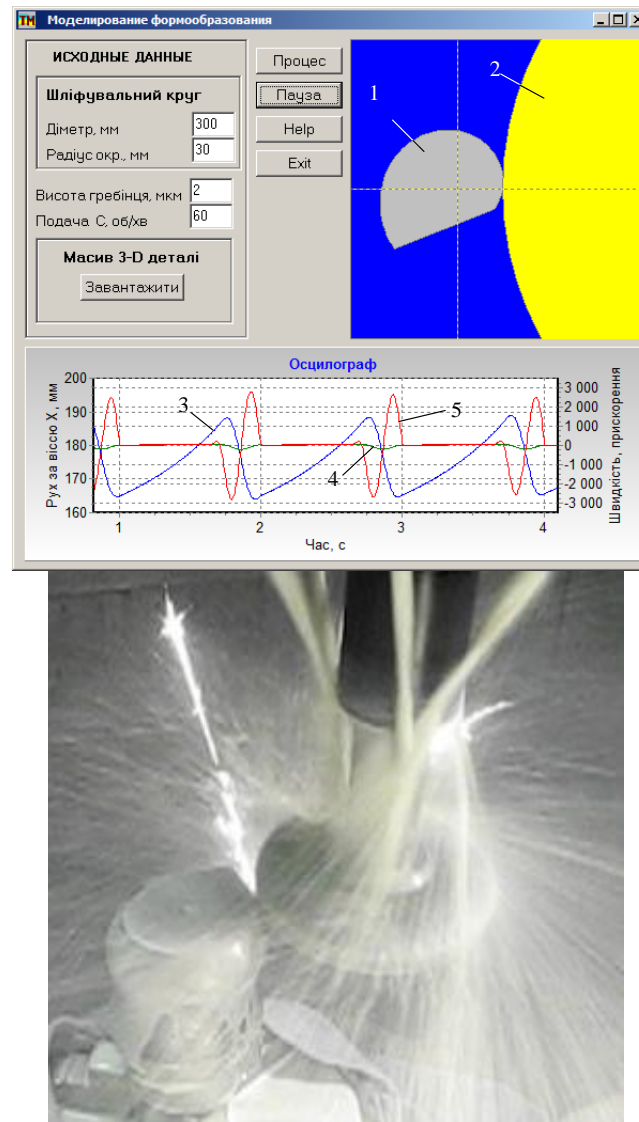 TM Моделирование формообразования
ИСХОДНЫЕ ДАННЫЕ
Шліфувальний круг
Діметр, мм 300
Радіус окр., мм 30
Висота гребінця, мкм 2
Подача С, об/хв 60
Масив 3-D деталі
Завантажити
Процес
Пауза
Help
Exit
1
2
Осцилограф
Рух за віссю X, мм
200
190
180
170
160
3
4
5
3 000
2 000
1 000
0
-1 000
-2 000
-3 000
Швидкість, прискорення
1 2 3 4
Час, с